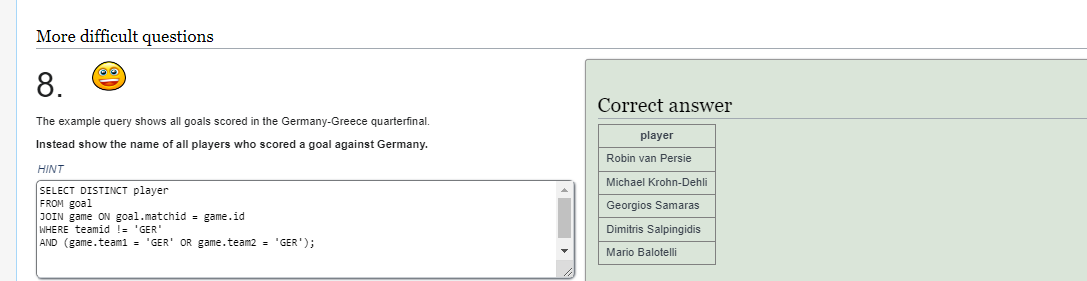 More difficult questions
8.
The example query shows all goals scored in the Germany-Greece quarterfinal.
Instead show the name of all players who scored a goal against Germany.
HINT
SELECT DISTINCT player
FROM goal
JOIN game ON goal.matchid = game.id
WHERE teamid != 'GER'
AND (game.team1 = 'GER' OR game.team2 = 'GER');
Correct answer
player
Robin van Persie
Michael Krohn-Dehli
Georgios Samaras
Dimitris Salpingidis
Mario Balotelli